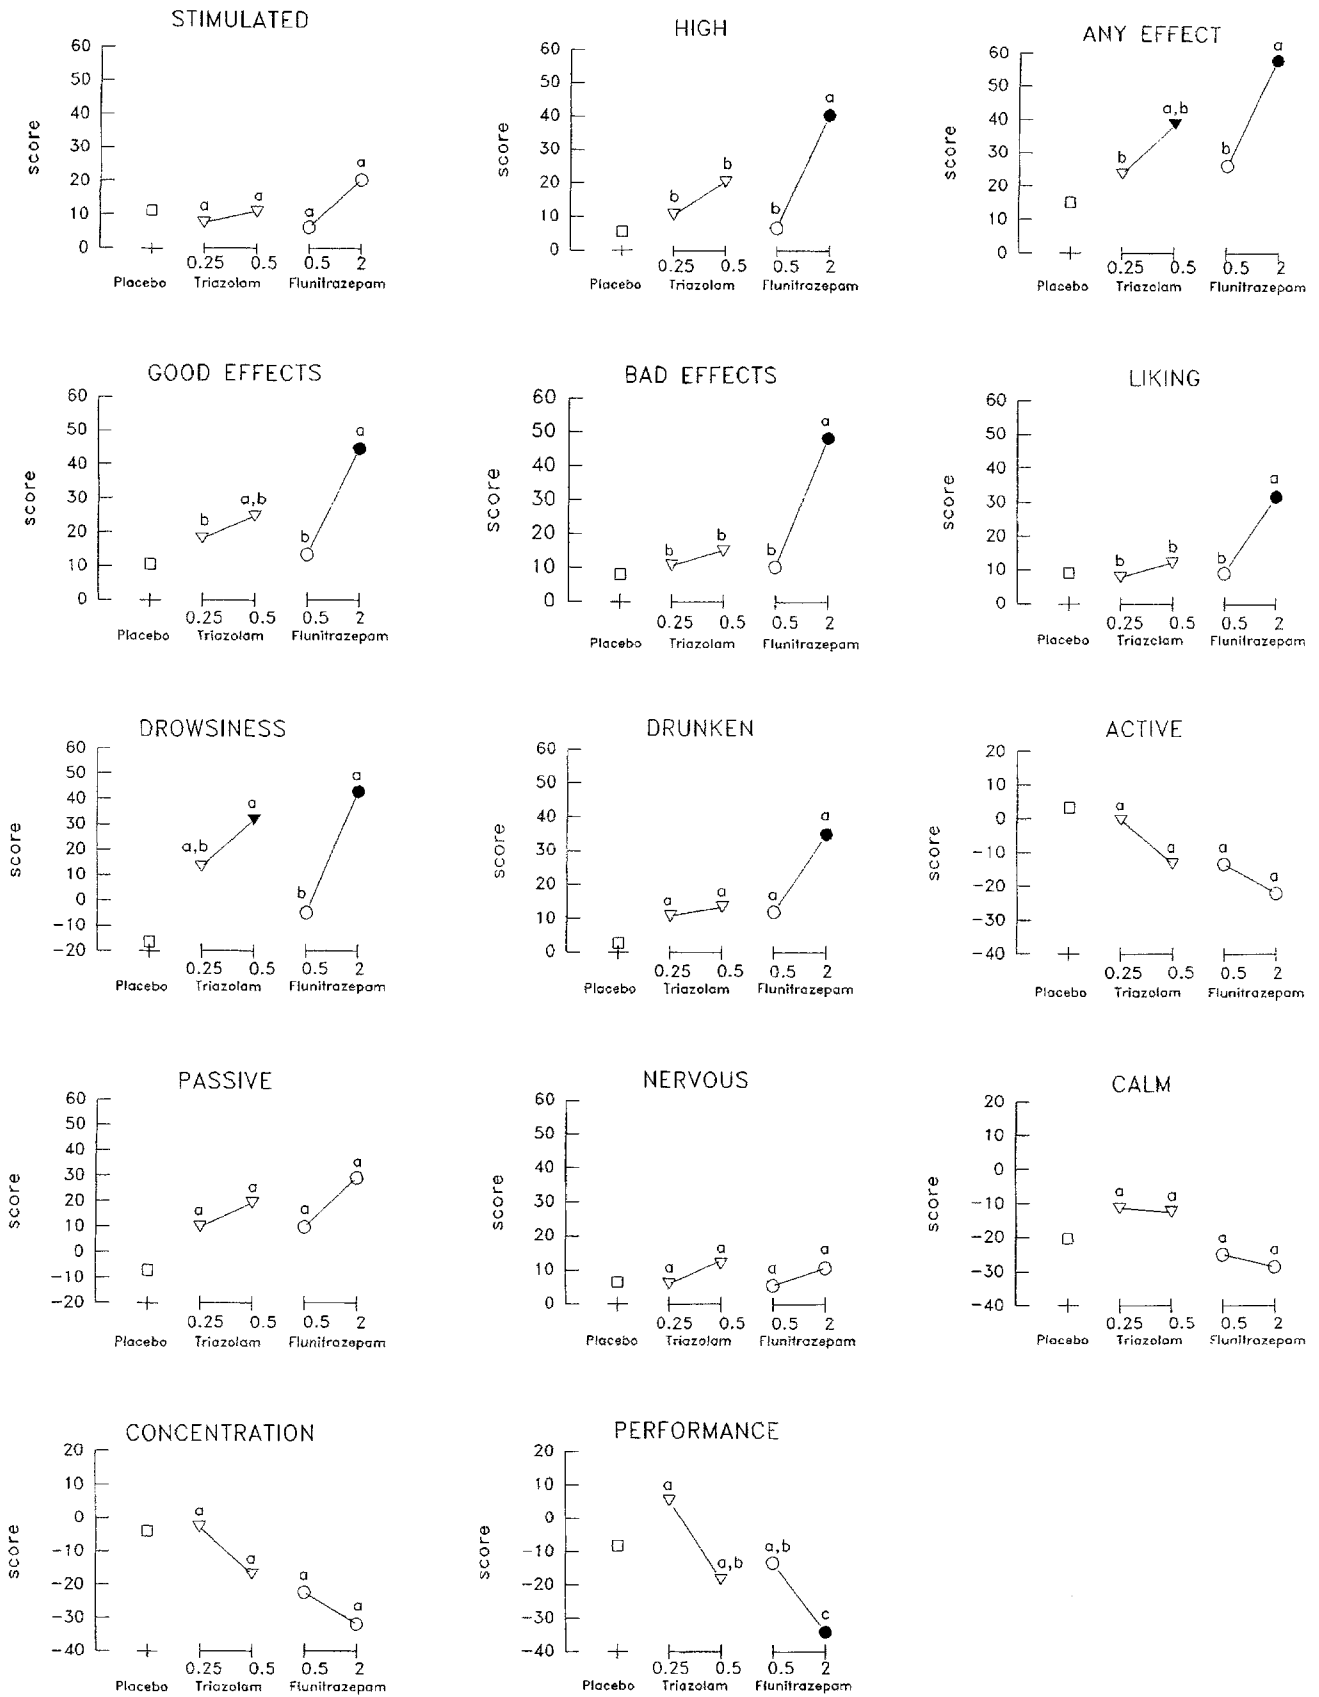 STIMULATED
60
50
40
30
20
10
0
score
a
a
a
a
0.25 0.5 0.5 2
Placebo Triazolam Flunitrazepam
HIGH
60
50
40
30
20
10
0
score
b
b
b
a
0.25 0.5 0.5 2
Placebo Triazolam Flunitrazepam
ANY EFFECT
60
50
40
30
20
10
0
score
b
a,b
b
a
0.25 0.5 0.5 2
Placebo Triazolam Flunitrazepam
GOOD EFFECTS
60
50
40
30
20
10
0
score
b
a,b
b
a
0.25 0.5 0.5 2
Placebo Triazolam Flunitrazepam
BAD EFFECTS
60
50
40
30
20
10
0
score
b
b
b
a
0.25 0.5 0.5 2
Placebo Triazolam Flunitrazepam
LIKING
60
50
40
30
20
10
0
score
b
b
b
a
0.25 0.5 0.5 2
Placebo Triazolam Flunitrazepam
DROWSINESS
60
50
40
30
20
10
0
-10
-20
score
a,b
a
b
a
0.25 0.5 0.5 2
Placebo Triazolam Flunitrazepam
DRUNKEN
60
50
40
30
20
10
0
score
a
a
a
a
0.25 0.5 0.5 2
Placebo Triazolam Flunitrazepam
ACTIVE
20
10
0
-10
-20
-30
-40
score
a
a
a
a
0.25 0.5 0.5 2
Placebo Triazolam Flunitrazepam
PASSIVE
60
50
40
30
20
10
0
-10
-20
score
a
a
a
a
0.25 0.5 0.5 2
Placebo Triazolam Flunitrazepam
NERVOUS
60
50
40
30
20
10
0
score
a
a
a
a
0.25 0.5 0.5 2
Placebo Triazolam Flunitrazepam
CALM
20
10
0
-10
-20
-30
-40
score
a
a
a
a
0.25 0.5 0.5 2
Placebo Triazolam Flunitrazepam
CONCENTRATION
20
10
0
-10
-20
-30
-40
score
a
a
a
a
0.25 0.5 0.5 2
Placebo Triazolam Flunitrazepam
PERFORMANCE
20
10
0
-10
-20
-30
-40
score
a
a,b
a,b
c
0.25 0.5 0.5 2
Placebo Triazolam Flunitrazepam